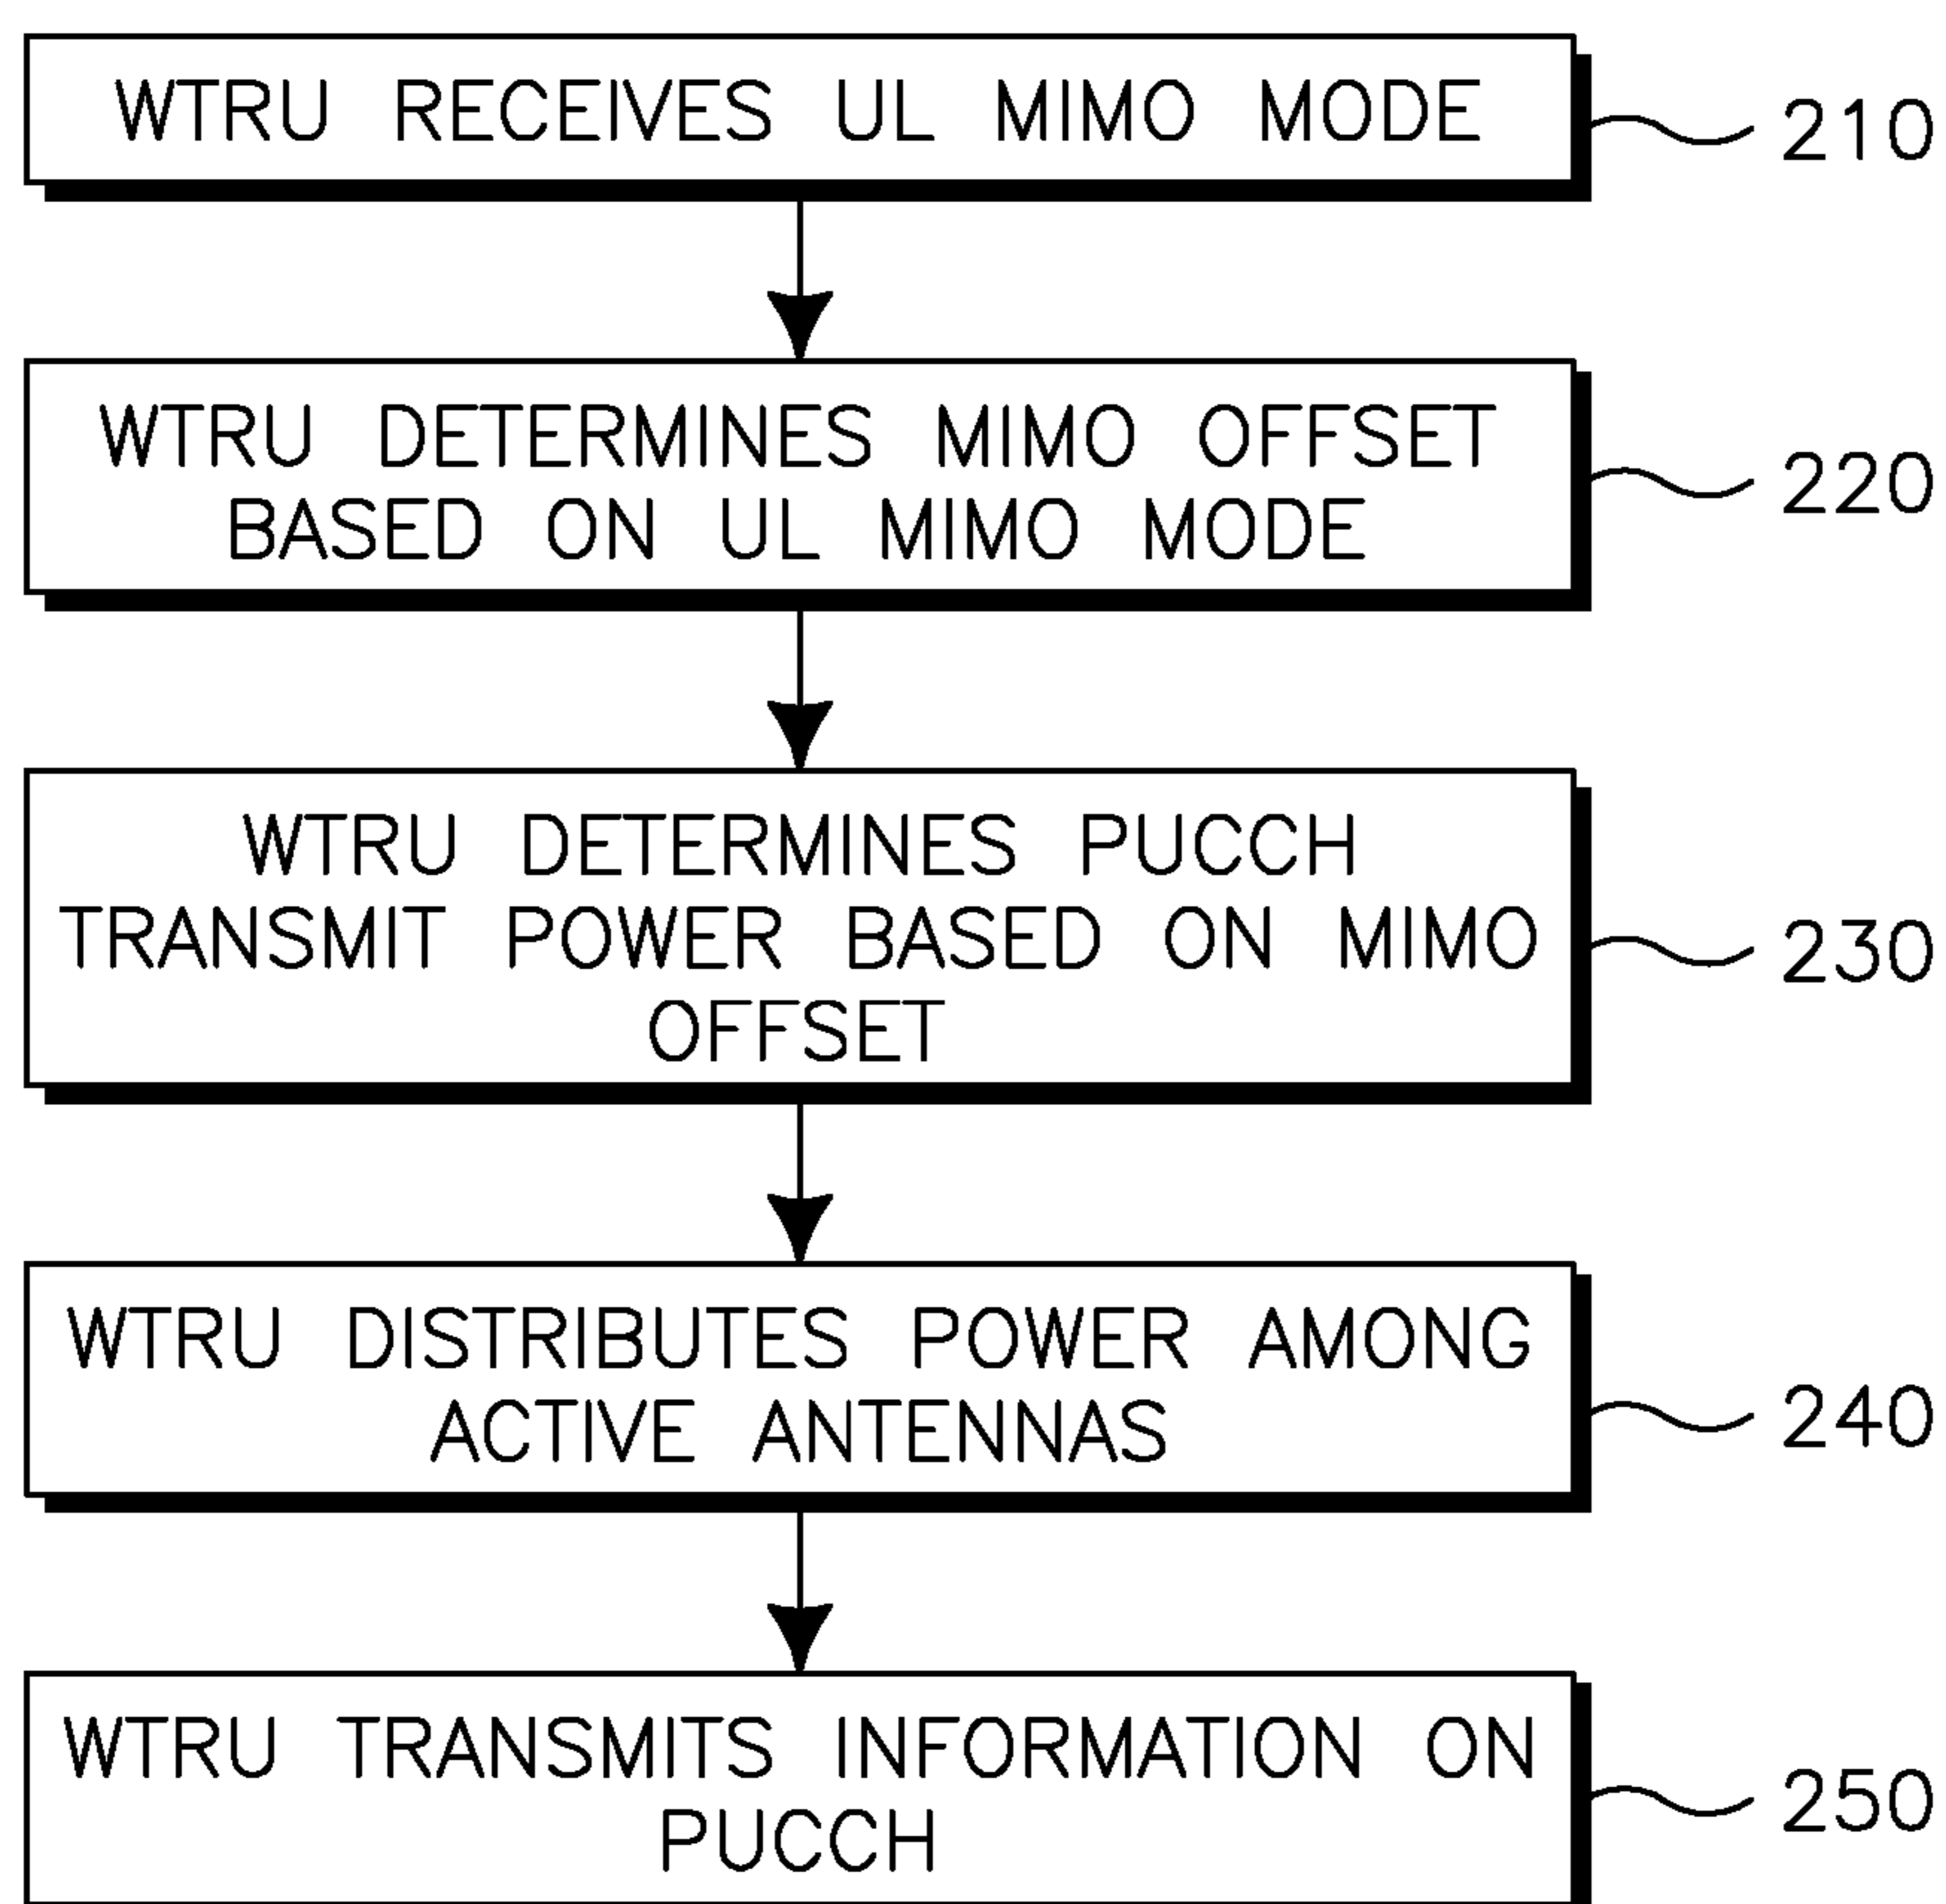 WTRU RECEIVES UL MIMO MODE
210
WTRU DETERMINES MIMO OFFSET
BASED ON UL MIMO MODE
220
WTRU DETERMINES PUCCH
TRANSMIT POWER BASED ON MIMO
OFFSET
230
WTRU DISTRIBUTES POWER AMONG
ACTIVE ANTENNAS
240
WTRU TRANSMITS INFORMATION ON
PUCCH
250